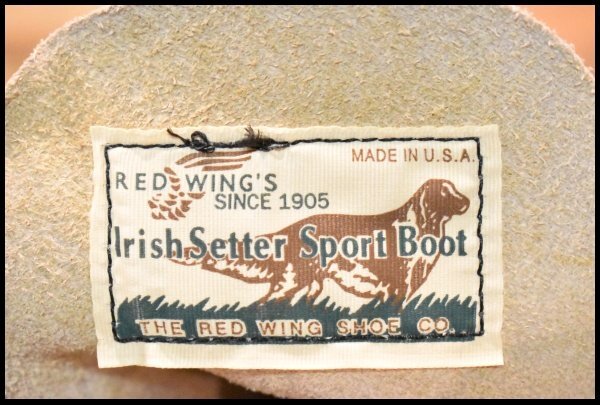 MADE IN U.S.A.
RED WING'S
SINCE 1905
Irish Setter Sport Boot
THE RED WING SHOE CO.